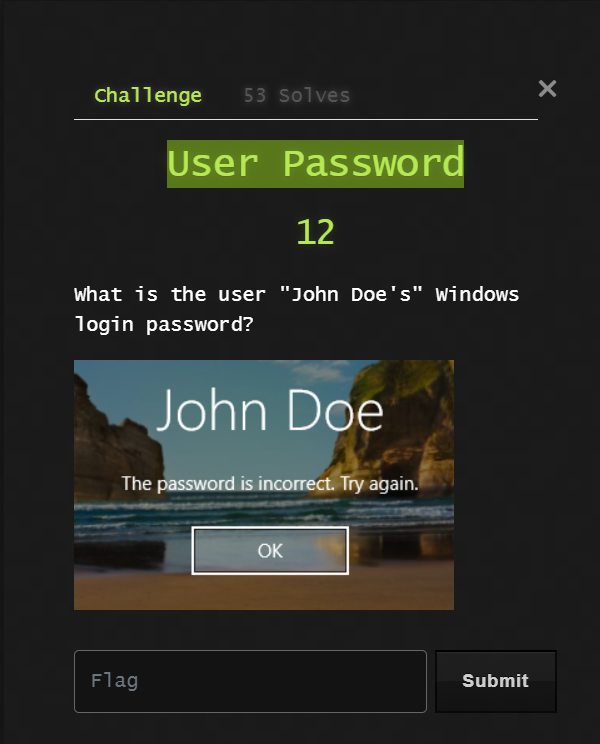 Challenge 53 Solves ×
User Password
12
What is the user "John Doe's" Windows
login password?
John Doe
The password is incorrect. Try again.
OK
Flag Submit